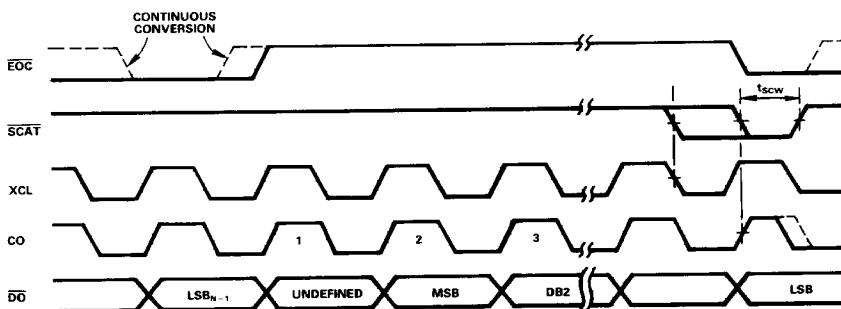 CONTINUOUS
CONVERSION
EOC
tSCW
SCAT
XCL
CO
1
2
3
DO
LSBN-1
UNDEFINED
MSB
DB2
LSB